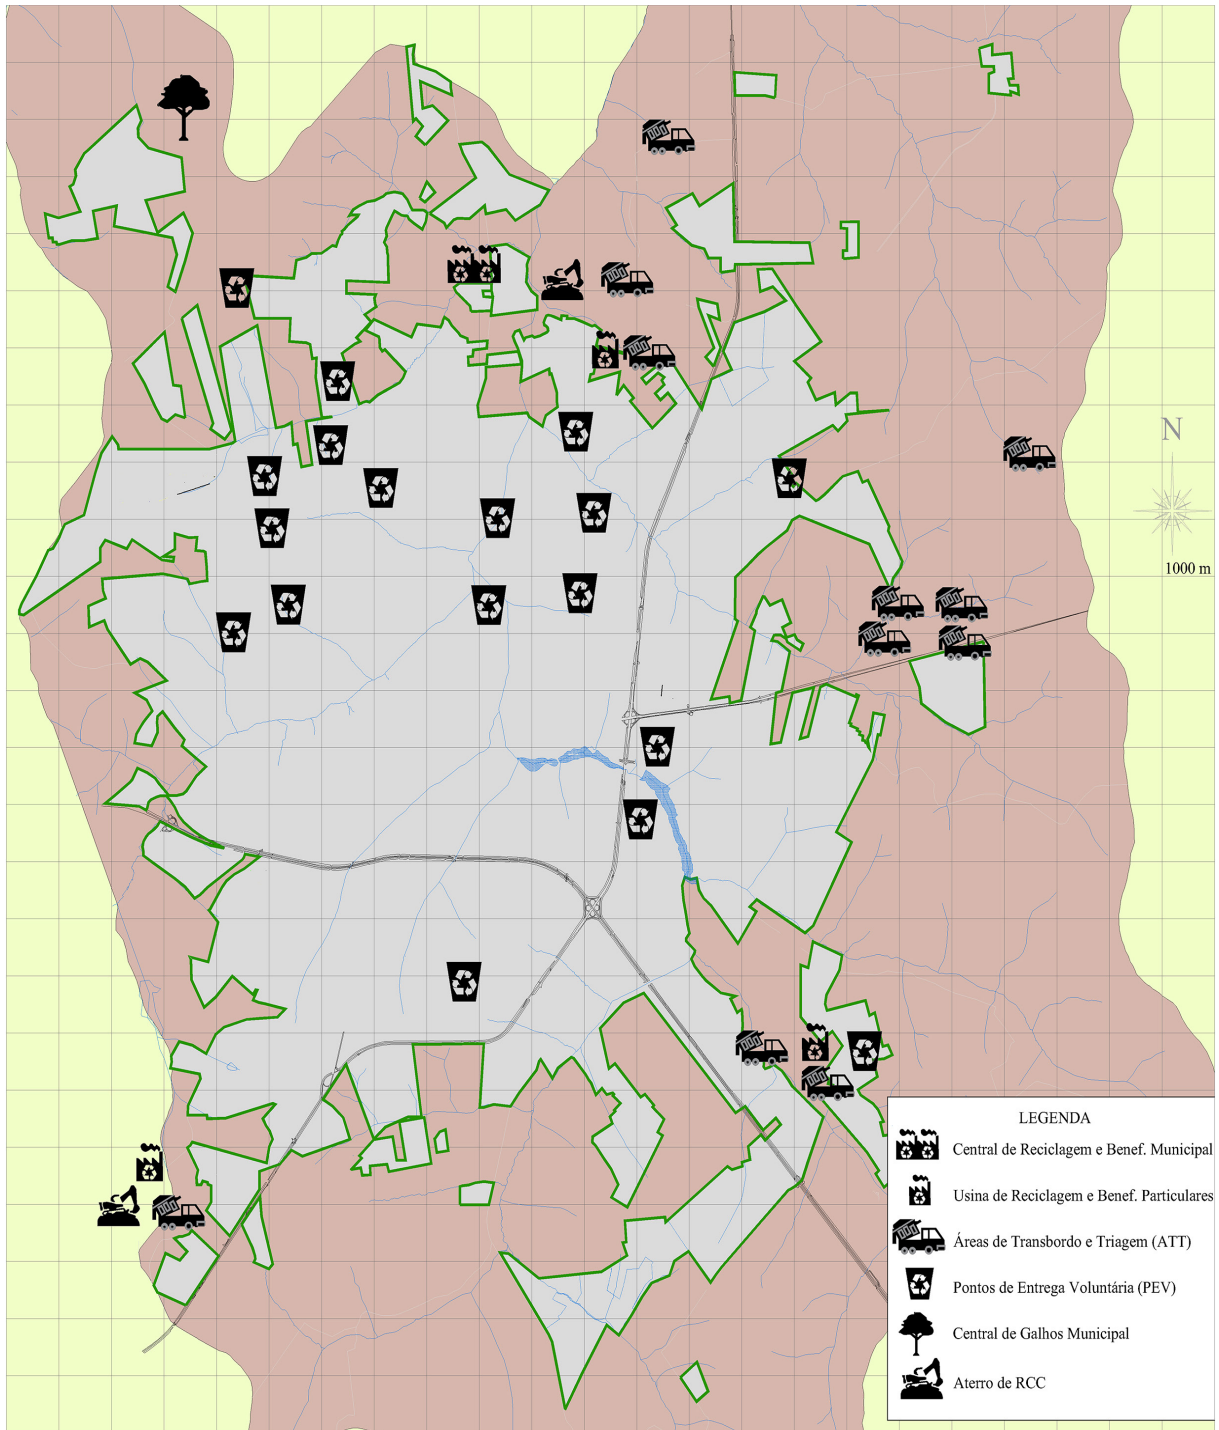 N
1000 m
LEGENDA
Central de Reciclagem e Benef. Municipal
Usina de Reciclagem e Benef. Particulares
Áreas de Transbordo e Triagem (ATT)
Pontos de Entrega Voluntária (PEV)
Central de Galhos Municipal
Aterro de RCC